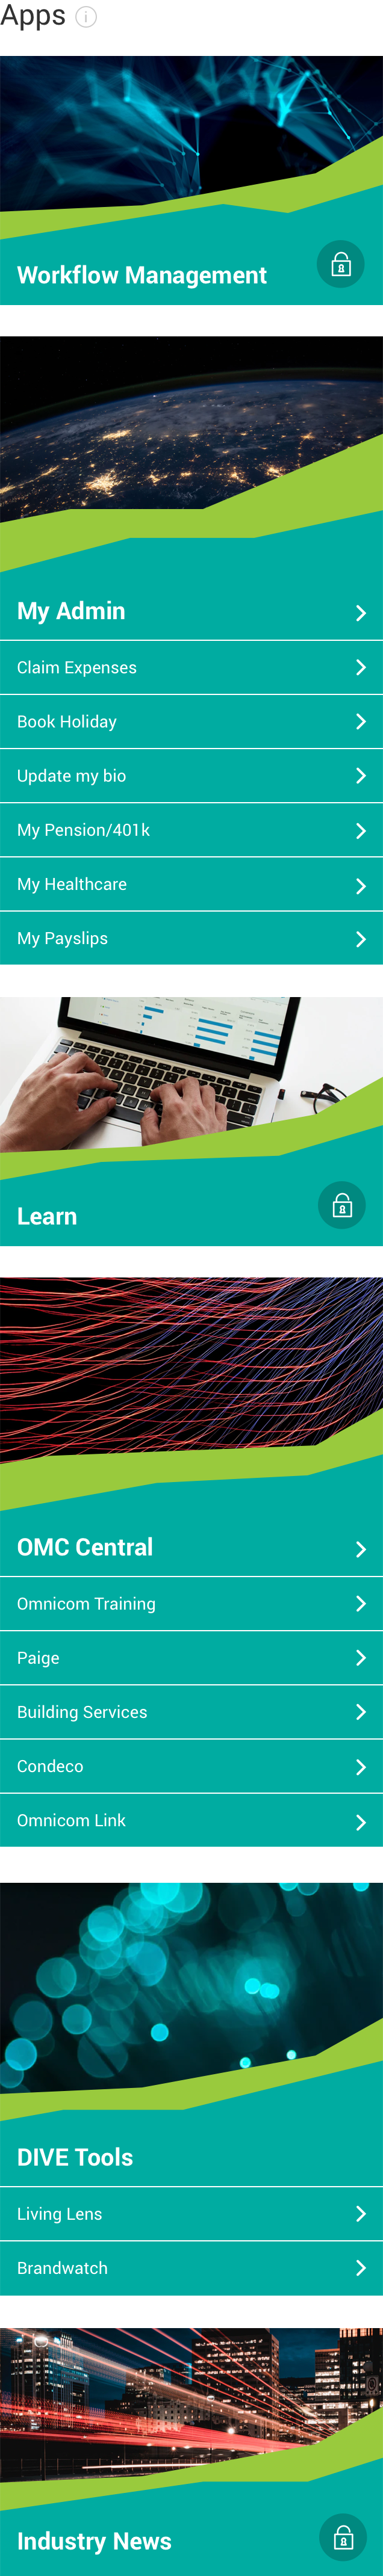 Apps
Workflow Management
My Admin
Claim Expenses
Book Holiday
Update my bio
My Pension/401k
My Healthcare
My Payslips
Learn
OMC Central
Omnicom Training
Paige
Building Services
Condeco
Omnicom Link
DIVE Tools
Living Lens
Brandwatch
Industry News